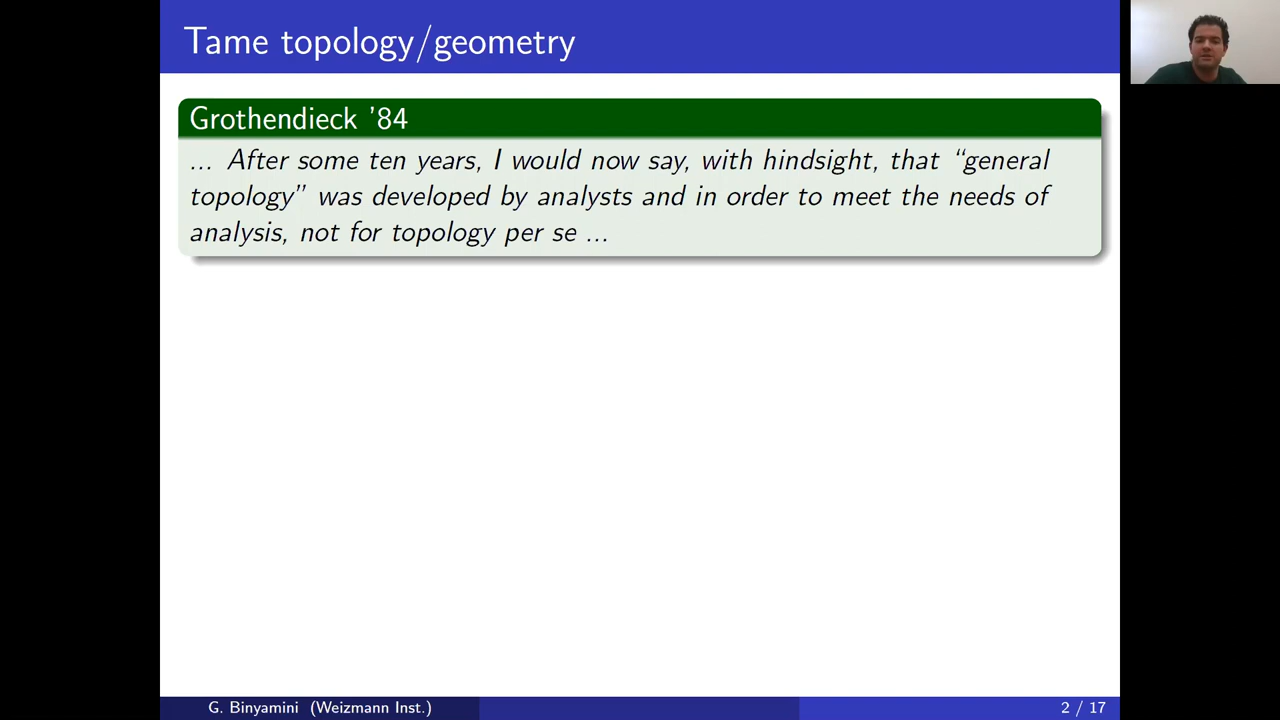 Tame topology/geometry
Grothendieck ’84
... After some ten years, I would now say, with hindsight, that “general
topology” was developed by analysts and in order to meet the needs of
analysis, not for topology per se ...
G. Binyamini (Weizmann Inst.)
2 / 17